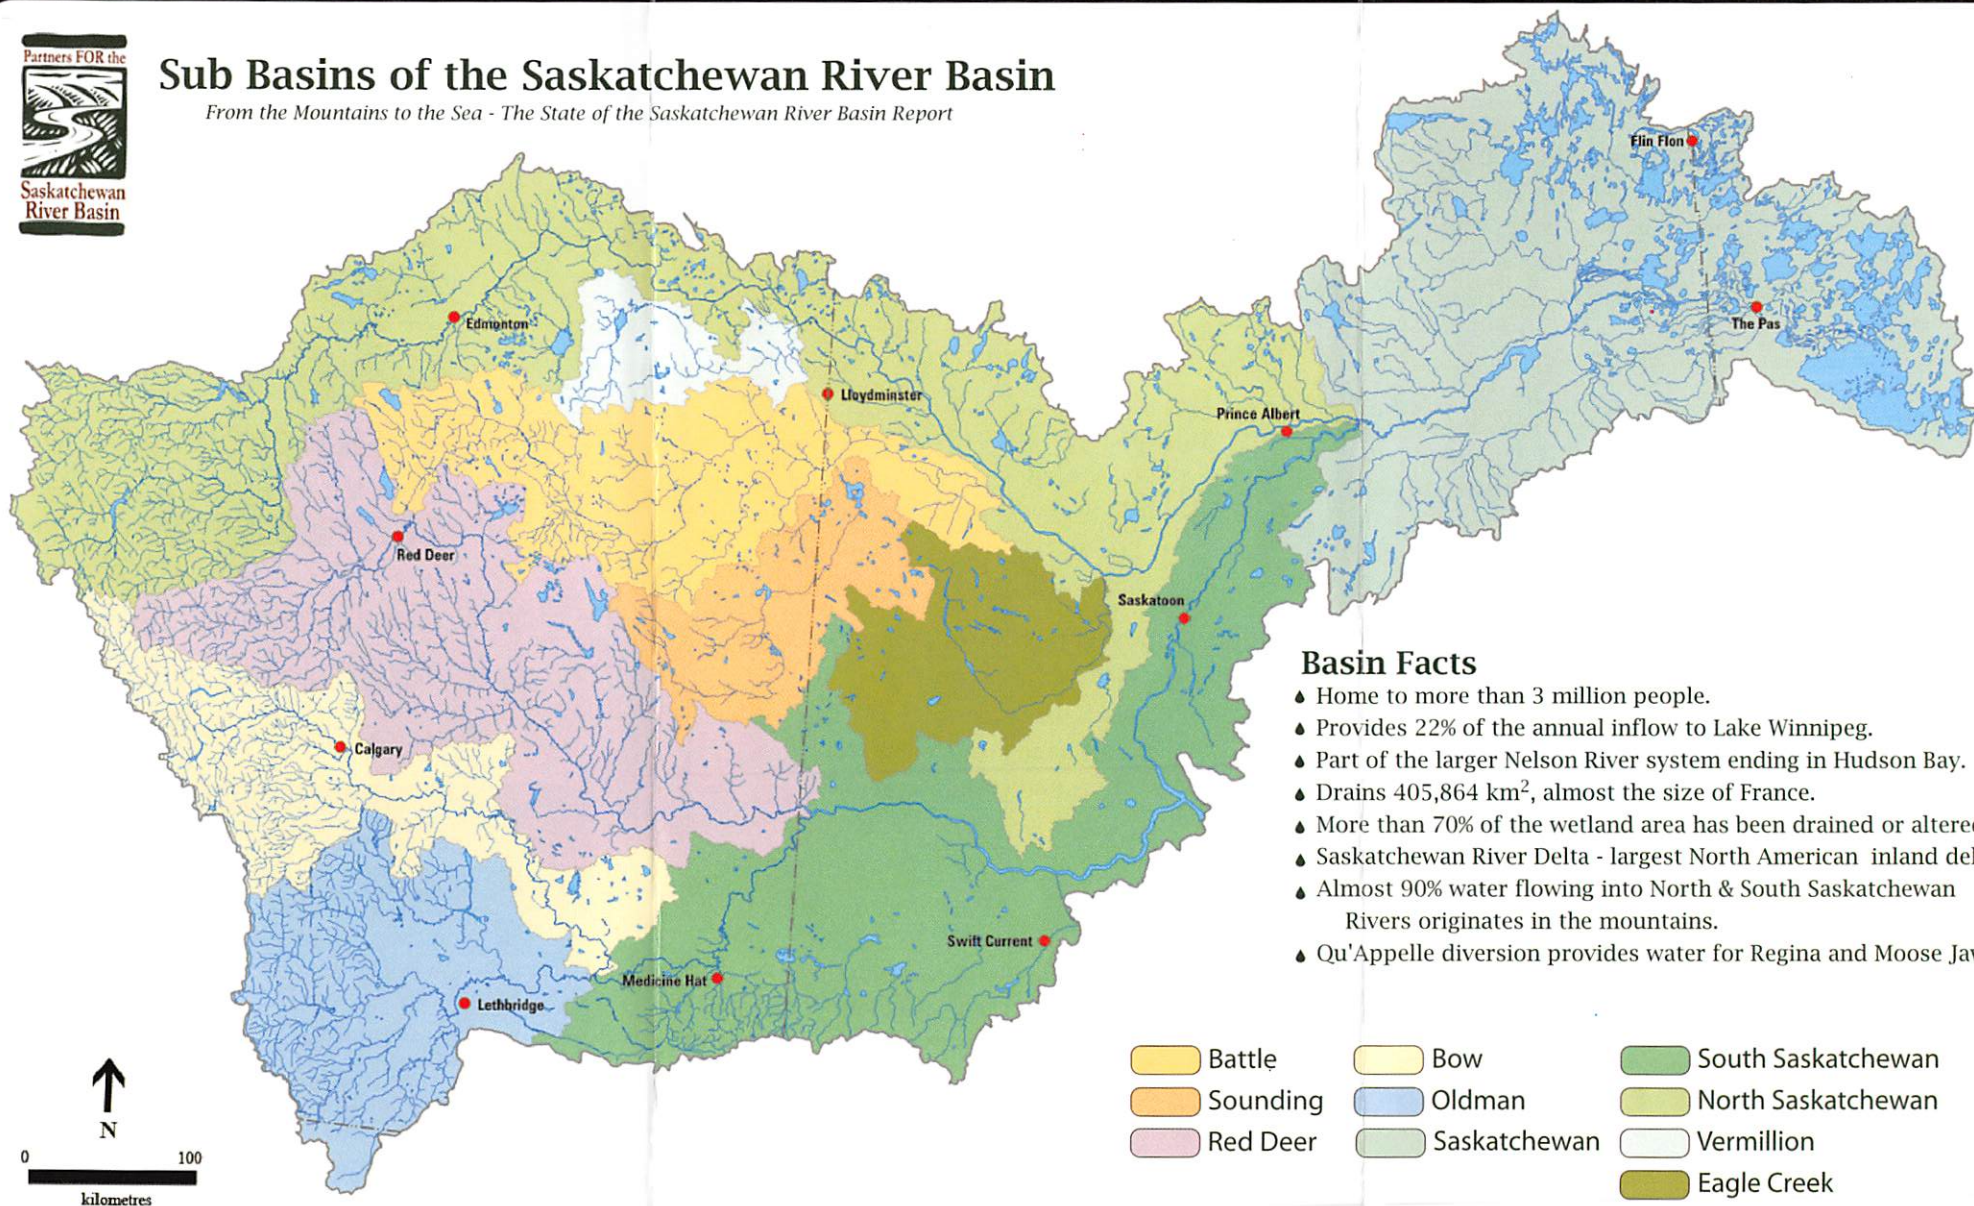 Partners FOR the
Saskatchewan
River Basin
Sub Basins of the Saskatchewan River Basin
From the Mountains to the Sea - The State of the Saskatchewan River Basin Report
Flin Flon
The Pas
Edmonton
Lloydminster
Prince Albert
Red Deer
Saskatoon
Calgary
Swift Current
Medicine Hat
Lethbridge
Basin Facts
Home to more than 3 million people.
Provides 22% of the annual inflow to Lake Winnipeg.
Part of the larger Nelson River system ending in Hudson Bay.
Drains 405,864 km², almost the size of France.
More than 70% of the wetland area has been drained or altere
Saskatchewan River Delta - largest North American inland del
Almost 90% water flowing into North & South Saskatchewan
Rivers originates in the mountains.
Qu'Appelle diversion provides water for Regina and Moose Jaw
Battle
Bow
South Saskatchewan
Sounding
Oldman
North Saskatchewan
Red Deer
Saskatchewan
Vermillion
Eagle Creek
N
0 100
kilometres